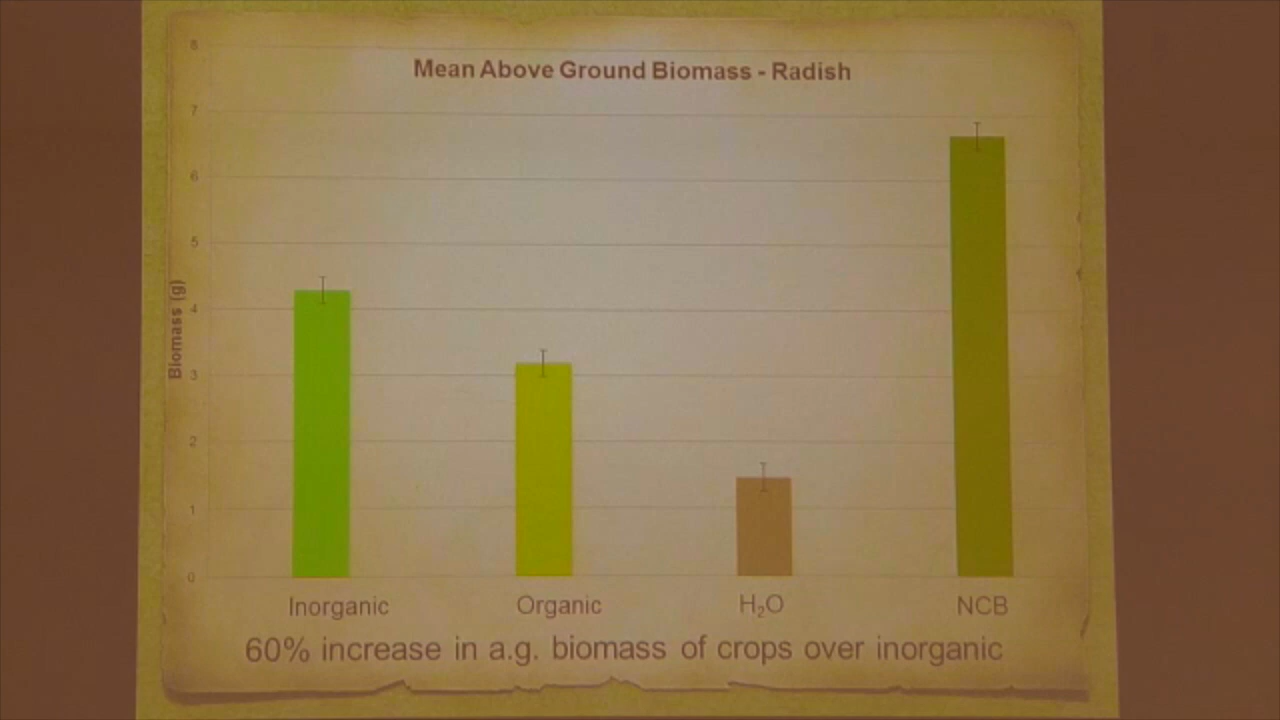 Mean Above Ground Biomass - Radish
8
7
6
5
4
3
2
1
0
Biomass (g)
Inorganic Organic H₂O NCB
60% increase in a.g. biomass of crops over inorganic